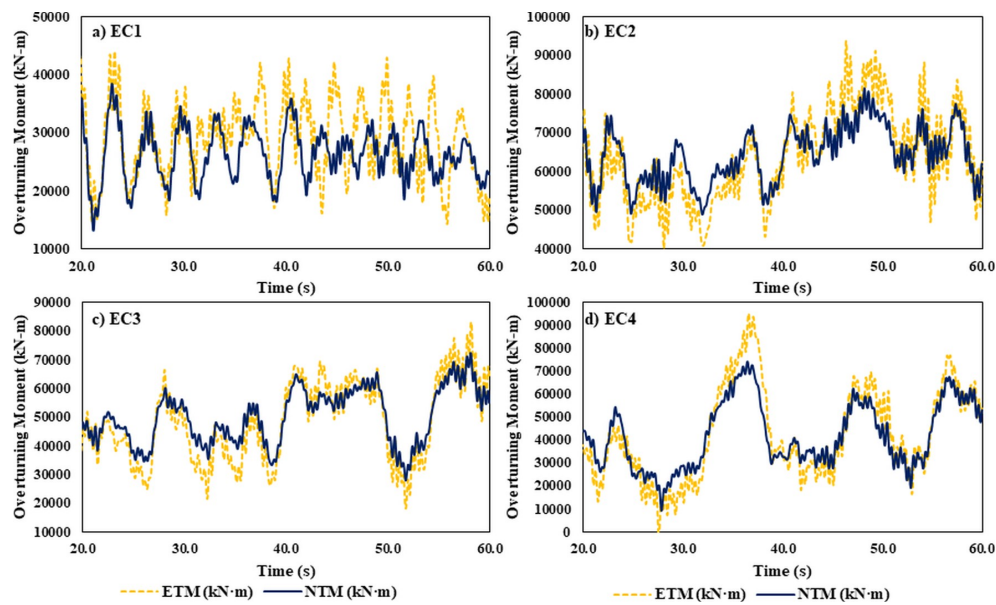 a) EC1
Overturning Moment (kN-m)
50000
40000
30000
20000
10000
20.0 30.0 40.0 50.0 60.0
Time (s)
b) EC2
Overturning Moment (kN-m)
100000
90000
80000
70000
60000
50000
40000
20.0 30.0 40.0 50.0 60.0
Time (s)
c) EC3
Overturning Moment (kN-m)
90000
80000
70000
60000
50000
40000
30000
20000
10000
20.0 30.0 40.0 50.0 60.0
Time (s)
d) EC4
Overturning Moment (kN-m)
100000
90000
80000
70000
60000
50000
40000
30000
20000
10000
0
20.0 30.0 40.0 50.0 60.0
Time (s)
ETM (kN·m) NTM (kN·m) ETM (kN·m) NTM (kN·m)